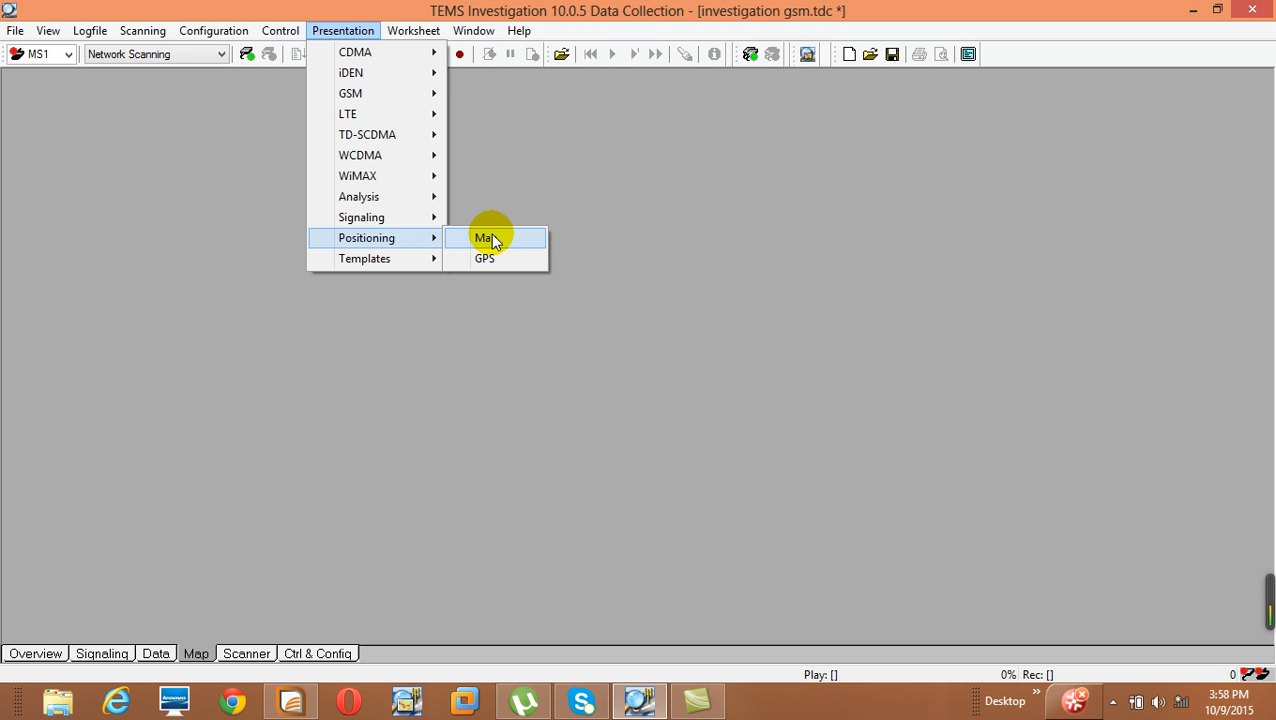 TEMS Investigation 10.0.5 Data Collection - [investigation gsm.tdc *]
File View Logfile Scanning Configuration Control Presentation Worksheet Window Help
MS1 Network Scanning
CDMA
iDEN
GSM
LTE
TD-SCDMA
WCDMA
WiMAX
Analysis
Signaling
Positioning
Map
Templates
GPS
Overview Signaling Data Map Scanner Ctrl & Config
Play: [] 0% Rec: [] 0
lenovo
Desktop
3:58 PM
10/9/2015